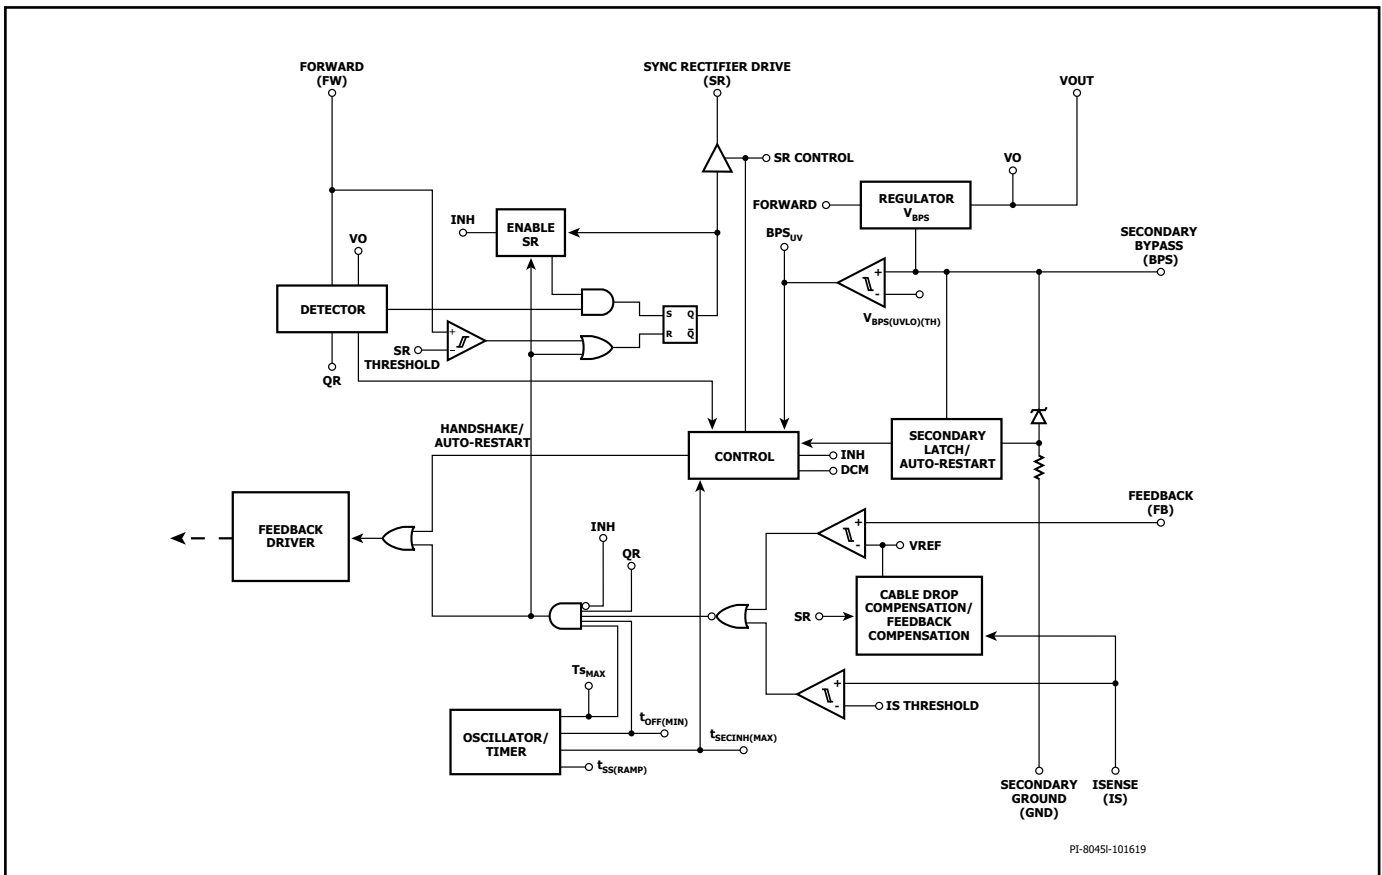 FORWARD
(FW)
SYNC RECTIFIER DRIVE
(SR)
VOUT
SR CONTROL
VO
FORWARD
REGULATOR
VBPS
INH
ENABLE
SR
BPSUV
SECONDARY
BYPASS
(BPS)
VO
DETECTOR
+
-
VBPS(UVLO)(TH)
S Q
R Q̅
+
−
SR
THRESHOLD
QR
HANDSHAKE/
AUTO-RESTART
CONTROL
SECONDARY
LATCH/
AUTO-RESTART
INH
DCM
FEEDBACK
DRIVER
FEEDBACK
(FB)
+
-
VREF
INH
QR
CABLE DROP
COMPENSATION/
FEEDBACK
COMPENSATION
SR
TsMAX
+
-
IS THRESHOLD
OSCILLATOR/
TIMER
tOFF(MIN)
tSECINH(MAX)
tSS(RAMP)
SECONDARY
GROUND
(GND)
ISENSE
(IS)
PI-8045l-101619